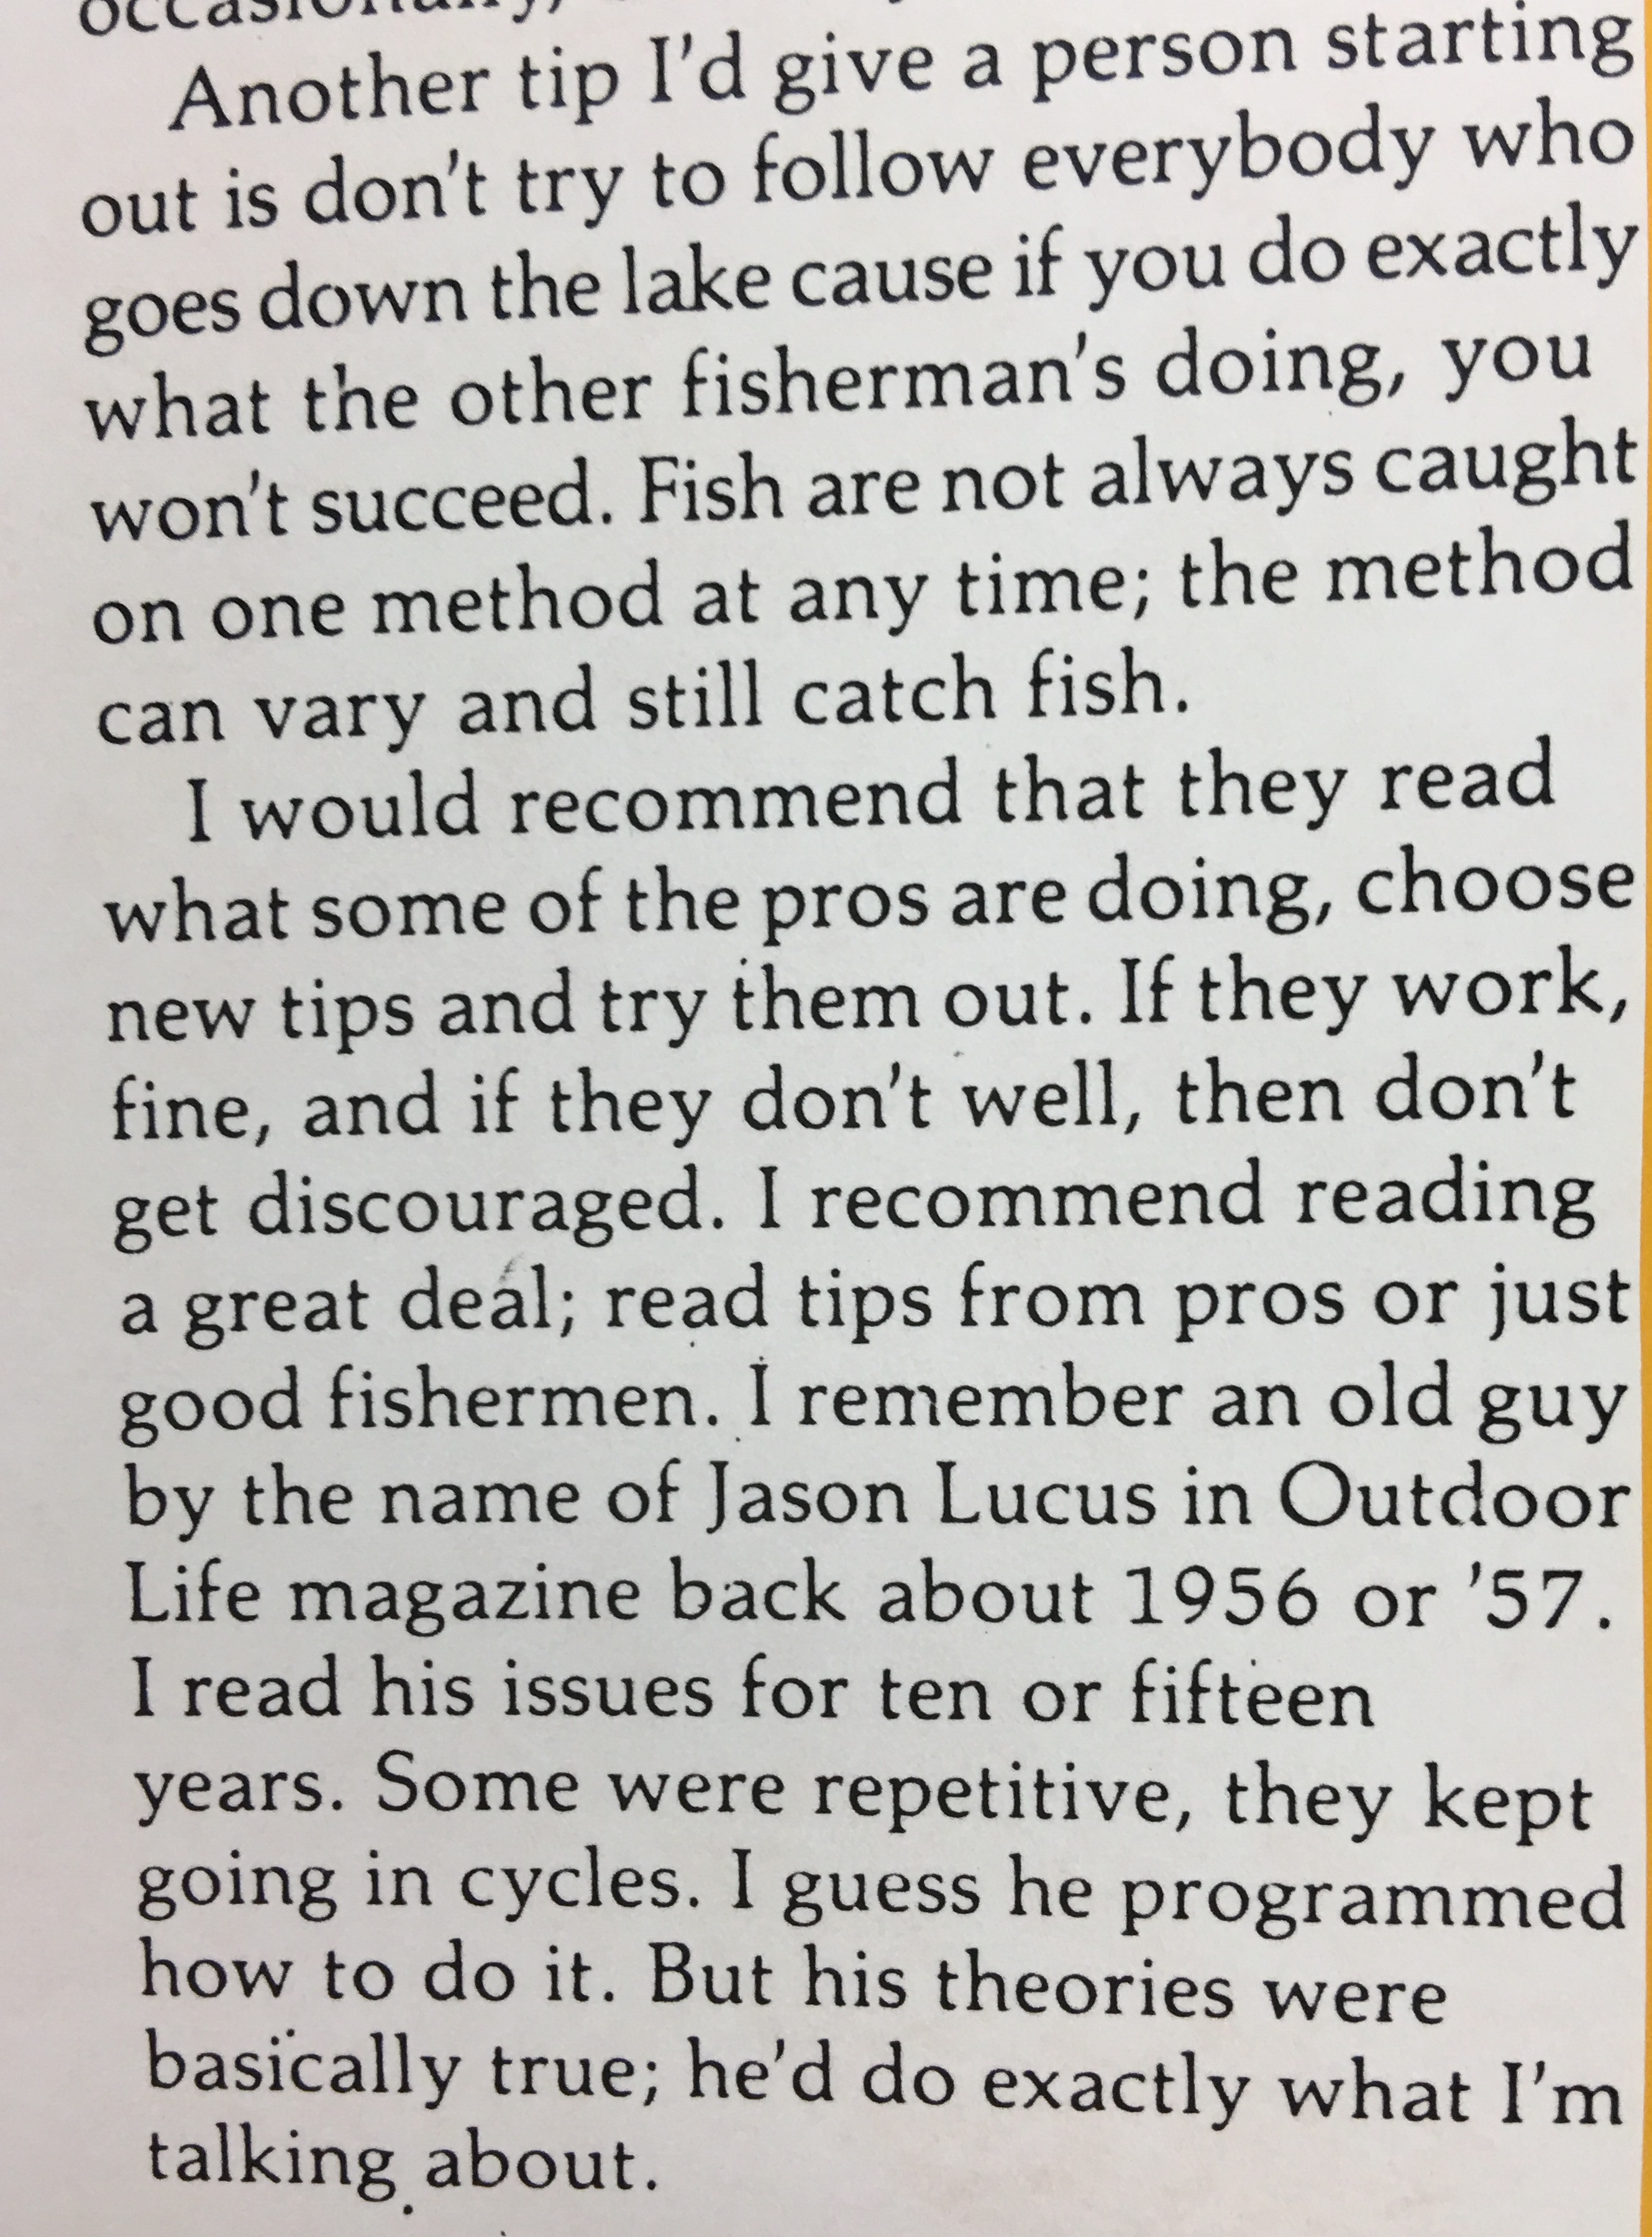 Another tip I'd give a person starting
out is don't try to follow everybody who
goes down the lake cause if you do exactly
what the other fisherman's doing, you
won't succeed. Fish are not always caught
on one method at any time; the method
can vary and still catch fish.
I would recommend that they read
what some of the pros are doing, choose
new tips and try them out. If they work,
fine, and if they don't well, then don't
get discouraged. I recommend reading
a great deal; read tips from pros or just
good fishermen. I remember an old guy
by the name of Jason Lucus in Outdoor
Life magazine back about 1956 or '57.
I read his issues for ten or fifteen
years. Some were repetitive, they kept
going in cycles. I guess he programmed
how to do it. But his theories were
basically true; he'd do exactly what I'm
talking about.